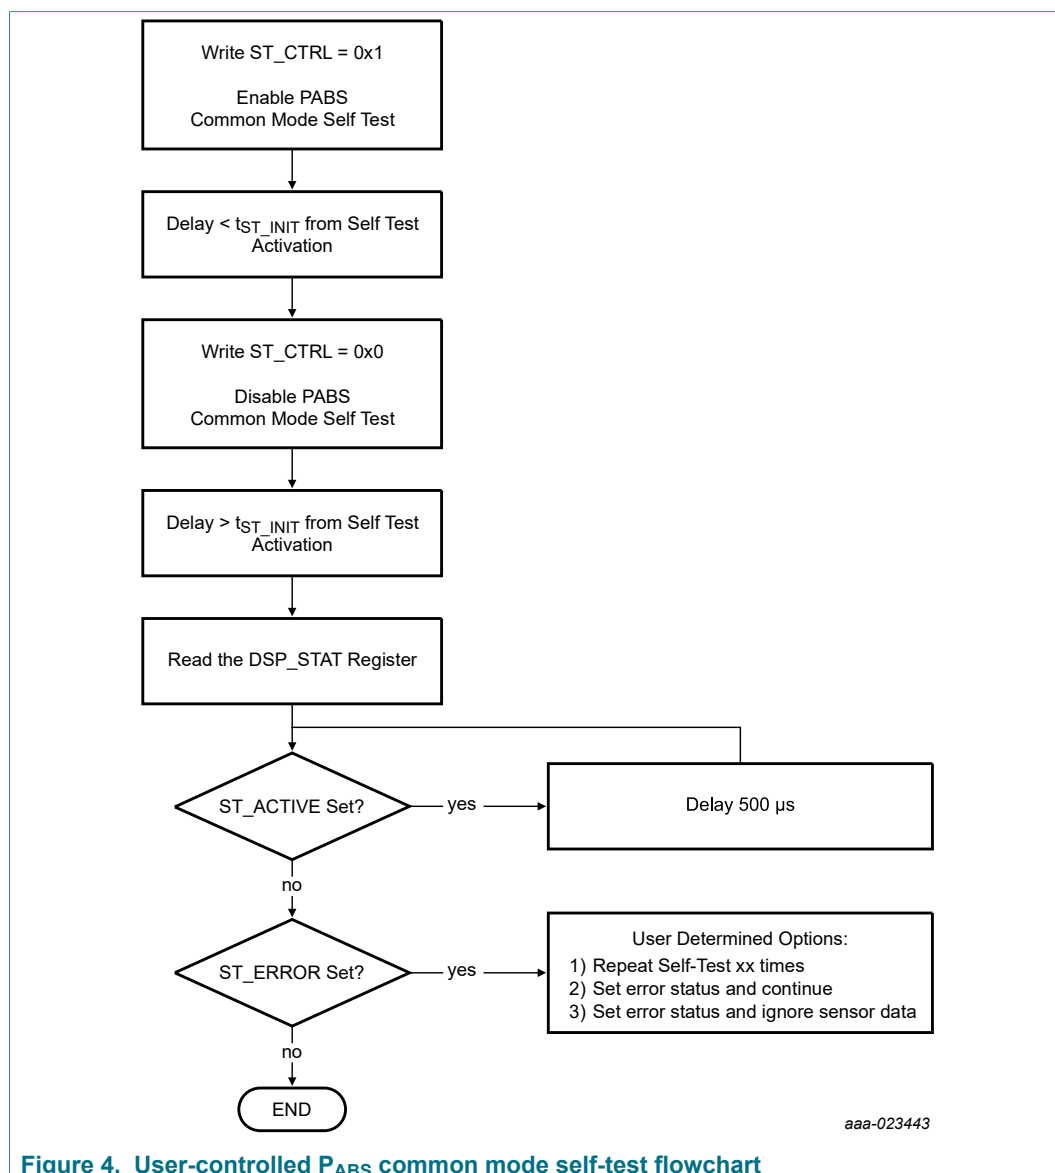 Write ST_CTRL = 0x1
Enable PABS
Common Mode Self Test
Delay < tST_INIT from Self Test
Activation
Write ST_CTRL = 0x0
Disable PABS
Common Mode Self Test
Delay > tST_INIT from Self Test
Activation
Read the DSP_STAT Register
ST_ACTIVE Set?
yes
Delay 500 µs
no
ST_ERROR Set?
yes
User Determined Options:
1) Repeat Self-Test xx times
2) Set error status and continue
3) Set error status and ignore sensor data
no
END
aaa-023443
Figure 4. User-controlled PABS common mode self-test flowchart